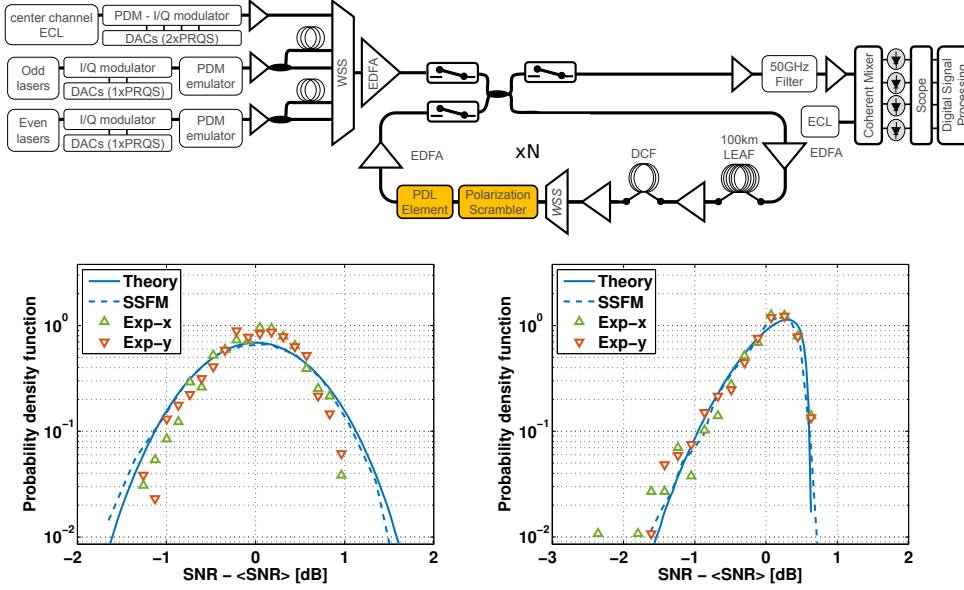 center channel
ECL
PDM - I/Q modulator
DACs (2xPRQS)
Odd
lasers
I/Q modulator
DACs (1xPRQS)
PDM
emulator
Even
lasers
I/Q modulator
DACs (1xPRQS)
PDM
emulator
WSS
EDFA
50GHz
Filter
ECL
Coherent Mixer
Scope
Digital Signal
Processing
EDFA
xN
DCF
100km
LEAF
EDFA
PDL
Element
Polarization
Scrambler
WSS
Theory
SSFM
Exp−x
Exp−y
Probability density function
10^0
10^−1
10^−2
−2 −1 0 1 2
SNR − <SNR> [dB]
Theory
SSFM
Exp−x
Exp−y
Probability density function
10^0
10^−1
10^−2
−3 −2 −1 0 1 2
SNR − <SNR> [dB]